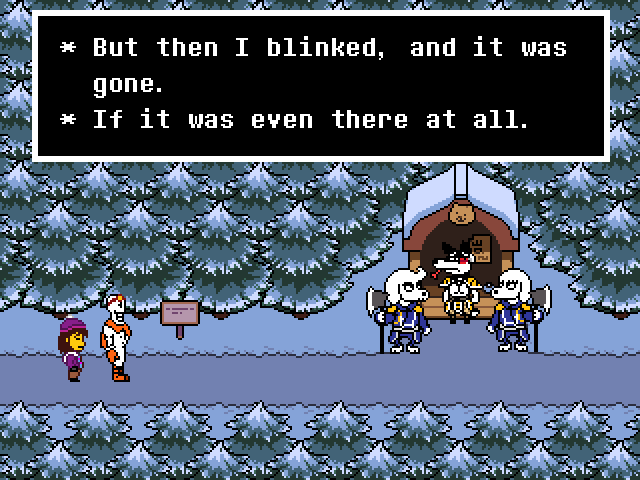 * But then I blinked, and it was
gone.
* If it was even there at all.